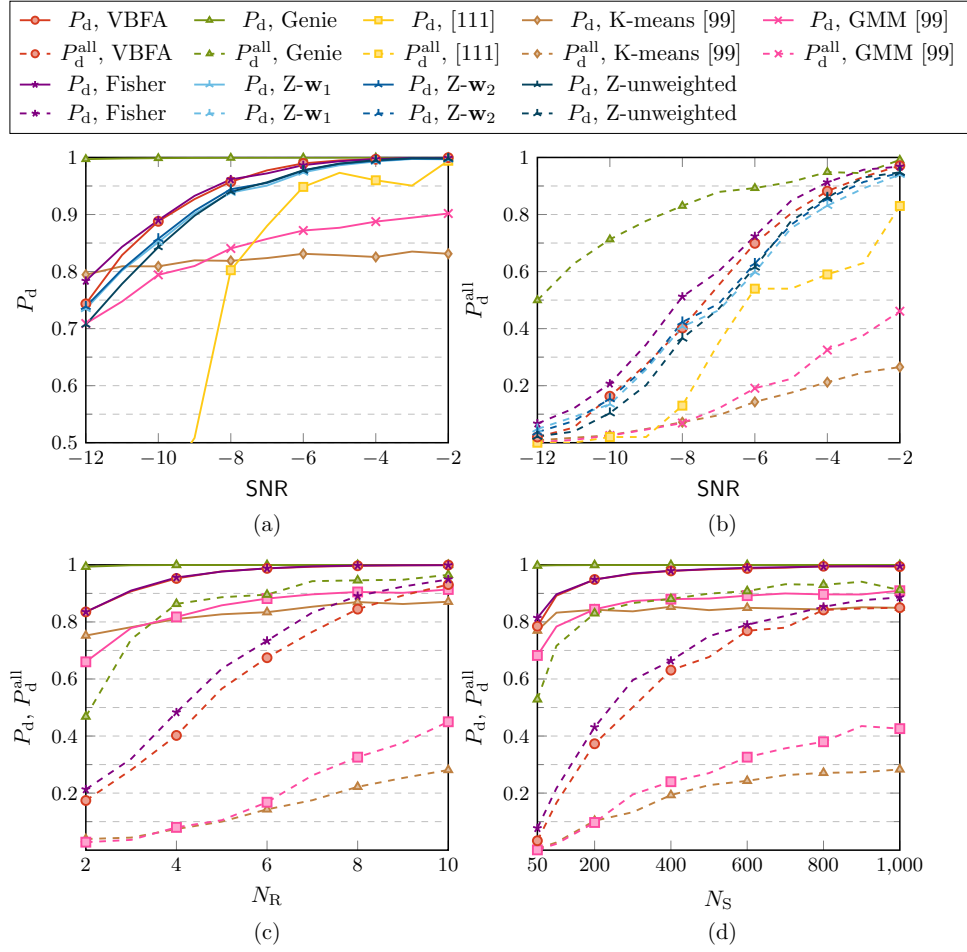 P_d, VBFA P_d, Genie P_d, [111] P_d, K-means [99] P_d, GMM [99]
P_d^all, VBFA P_d^all, Genie P_d^all, [111] P_d^all, K-means [99] P_d^all, GMM [99]
P_d, Fisher P_d, Z-w_1 P_d, Z-w_2 P_d, Z-unweighted
P_d, Fisher P_d, Z-w_1 P_d, Z-w_2 P_d, Z-unweighted
1
0.9
0.8
0.7
0.6
0.5
P_d
−12 −10 −8 −6 −4 −2
SNR
(a)
1
0.8
0.6
0.4
0.2
P_d^all
−12 −10 −8 −6 −4 −2
SNR
(b)
1
0.8
0.6
0.4
0.2
P_d, P_d^all
2 4 6 8 10
N_R
(c)
1
0.8
0.6
0.4
0.2
P_d, P_d^all
50 200 400 600 800 1,000
N_S
(d)